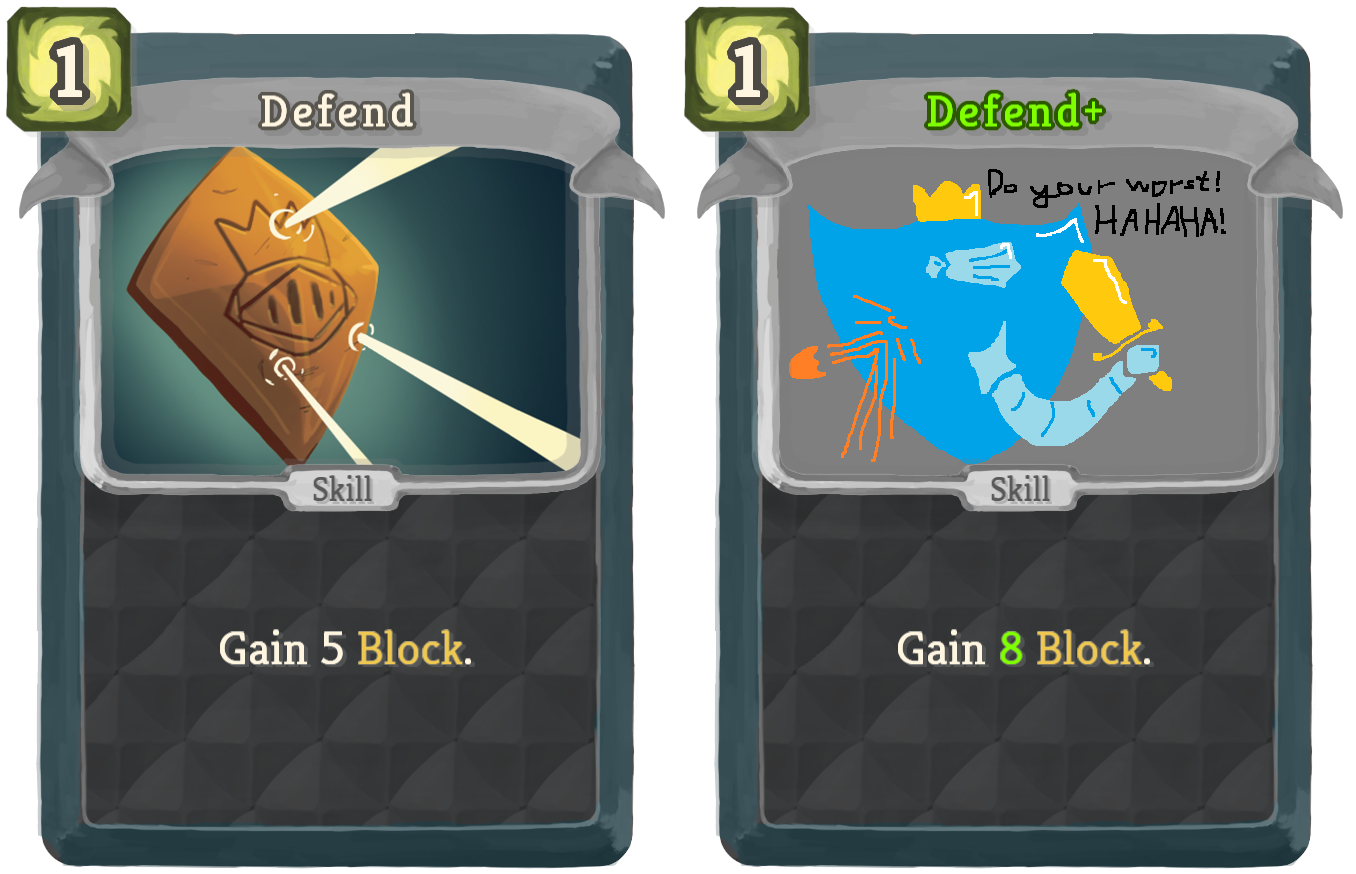 1
Defend
Skill
Gain 5 Block.
1
Defend+
Do your worst!
HAHAHA!
Skill
Gain 8 Block.